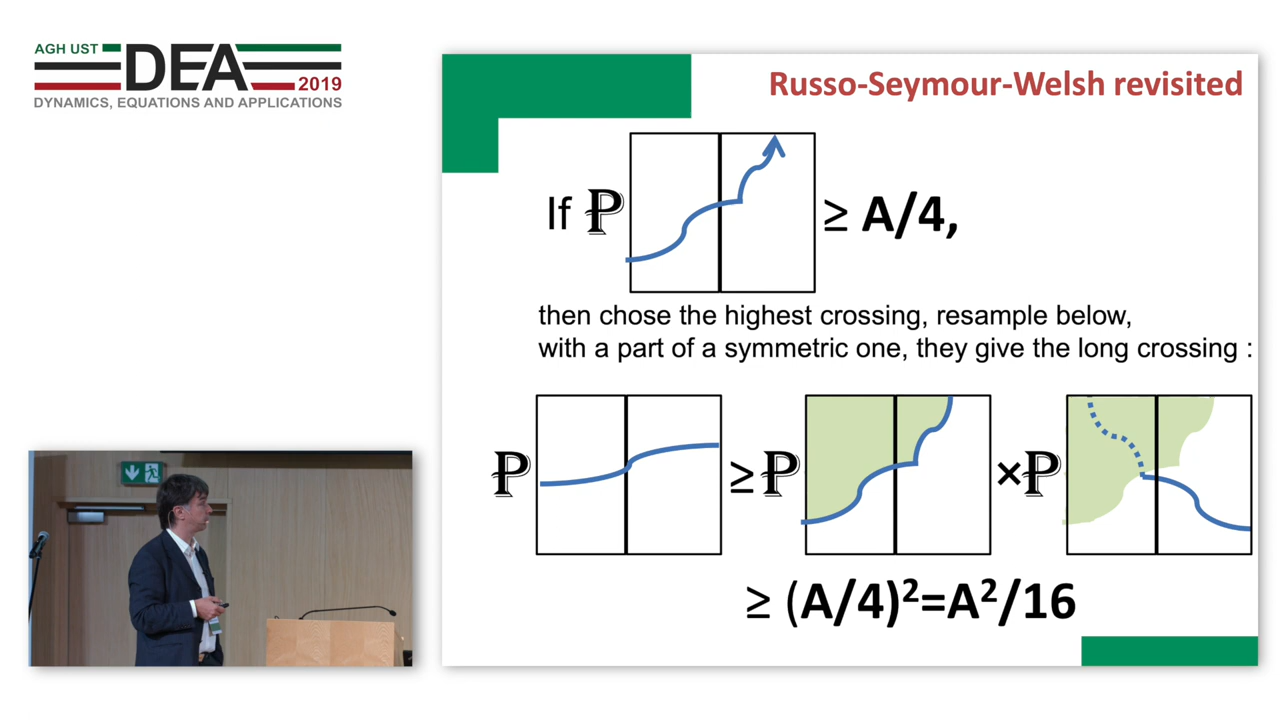 AGH UST
DEA
2019
DYNAMICS, EQUATIONS AND APPLICATIONS
Russo-Seymour-Welsh revisited
If ℙ ≥ A/4,
then chose the highest crossing, resample below,
with a part of a symmetric one, they give the long crossing :
ℙ ≥ ℙ × ℙ
≥ (A/4)²=A²/16